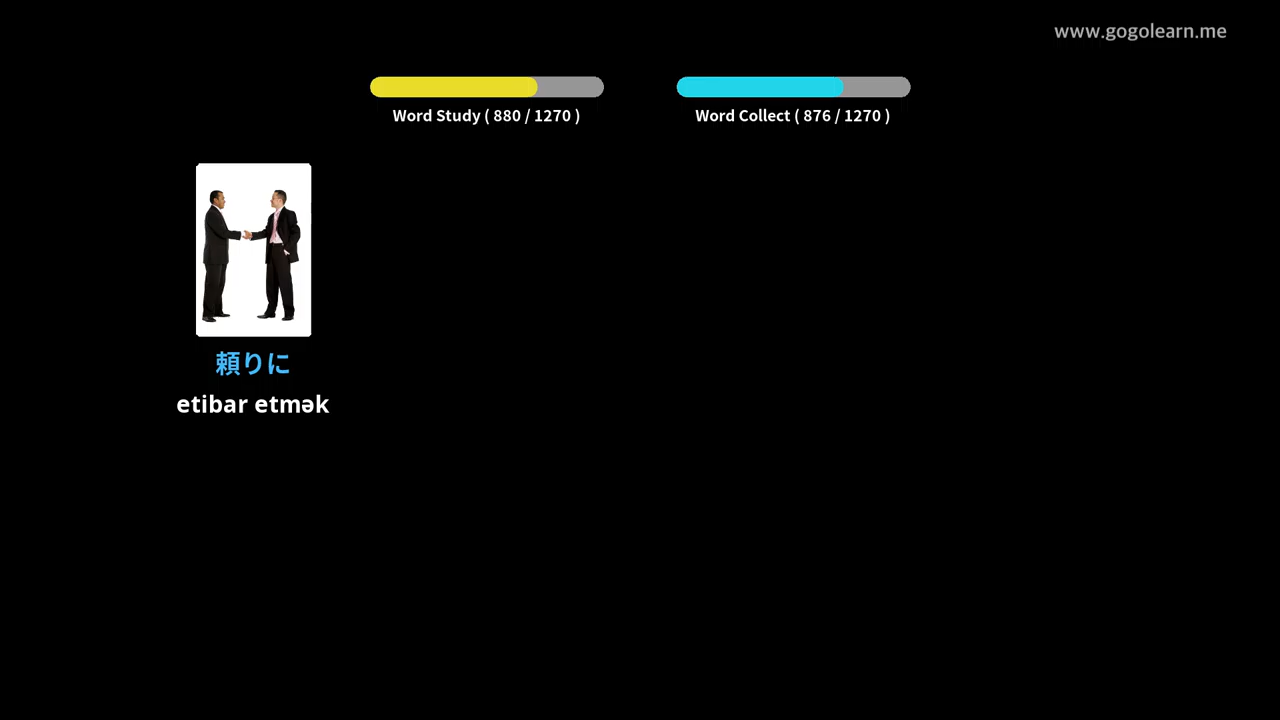 www.gogolearn.me
Word Study ( 880 / 1270 )
Word Collect ( 876 / 1270 )
頼りに
etibar etmək